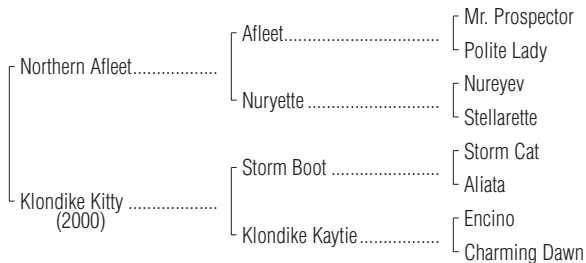 Mr. Prospector
Afleet
Polite Lady
Northern Afleet
Nureyev
Nuryette
Stellarette
Storm Cat
Storm Boot
Aliata
Klondike Kitty
(2000)
Encino
Klondike Kaytie
Charming Dawn